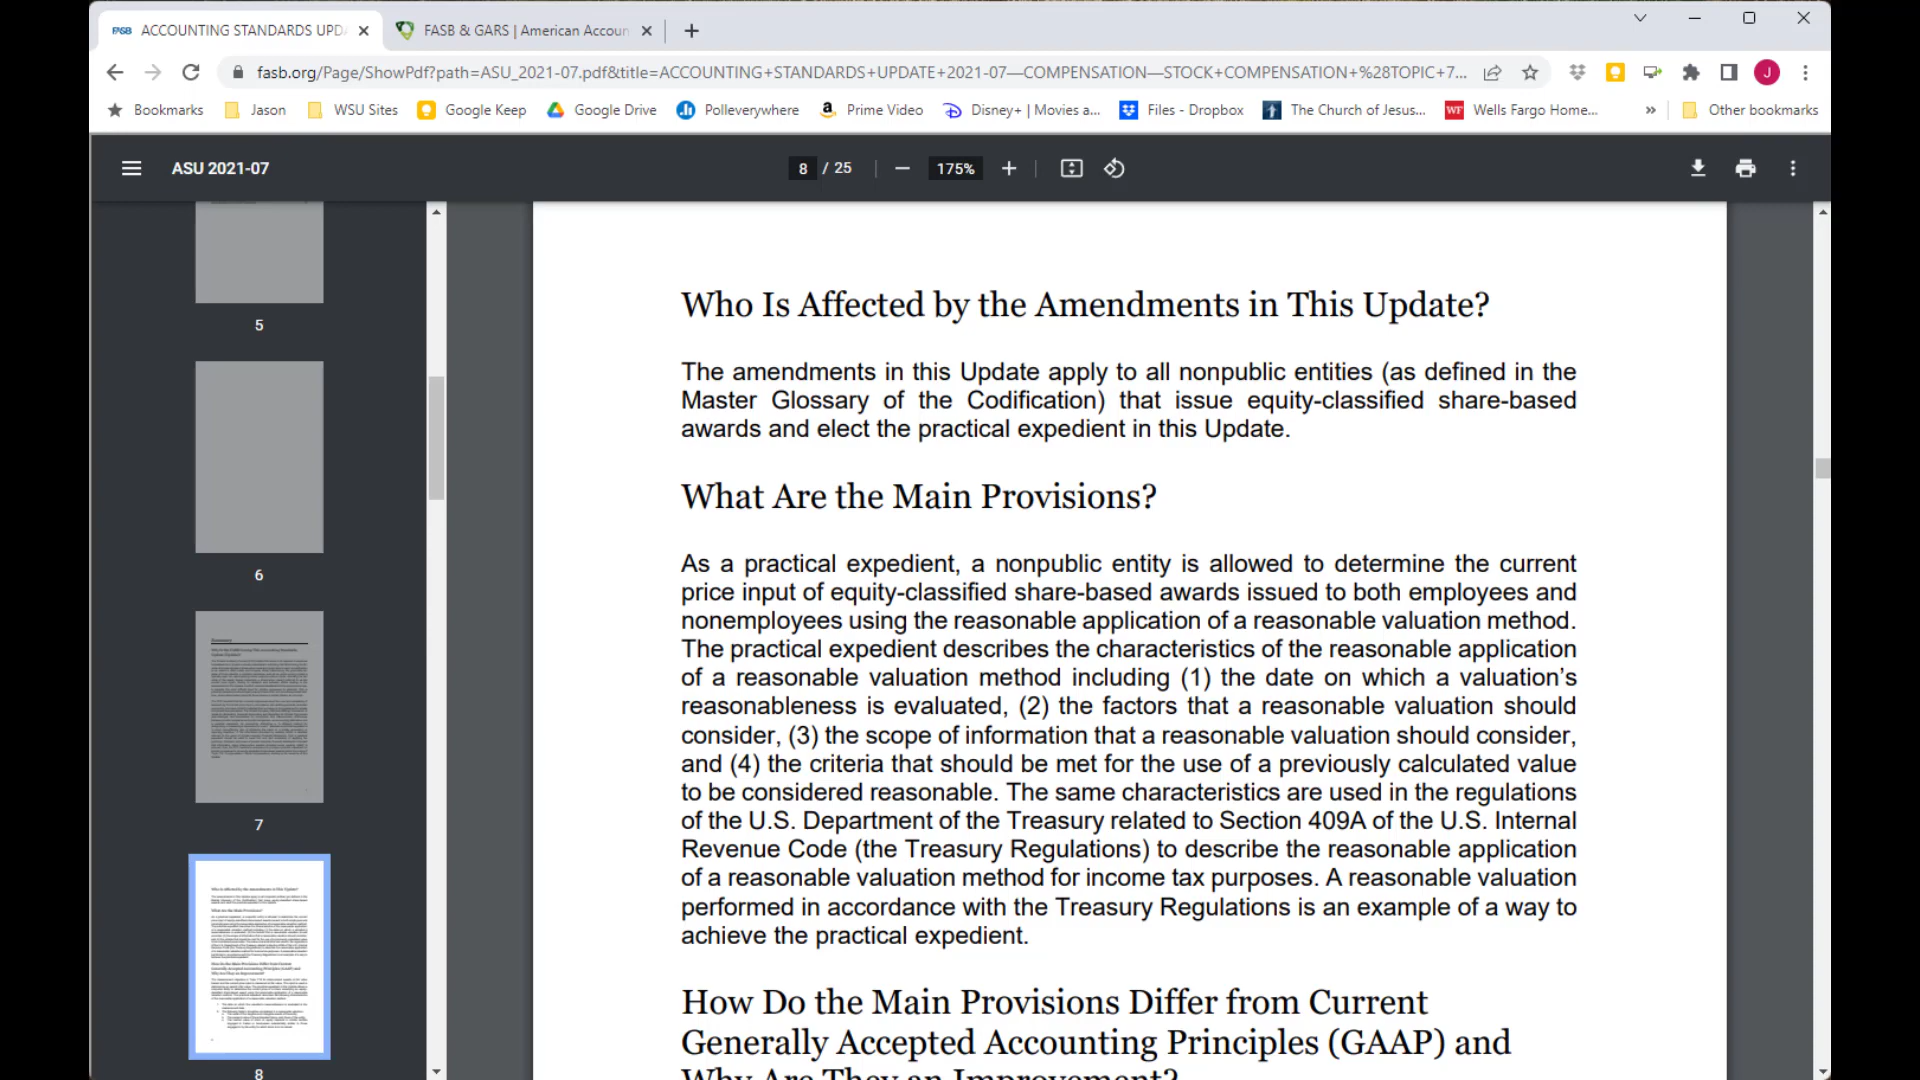 FASB ACCOUNTING STANDARDS UPD
FASB & GARS | American Accoun
fasb.org/Page/ShowPdf?path=ASU_2021-07.pdf&title=ACCOUNTING+STANDARDS+UPDATE+2021-07—COMPENSATION—STOCK+COMPENSATION+%28TOPIC+7...
J
Bookmarks Jason WSU Sites Google Keep Google Drive Polleverywhere a Prime Video Disney+ | Movies a... Files - Dropbox The Church of Jesus... WF Wells Fargo Home... » Other bookmarks
ASU 2021-07
8 / 25
175%
5
6
7
8
Who Is Affected by the Amendments in This Update?
The amendments in this Update apply to all nonpublic entities (as defined in the
Master Glossary of the Codification) that issue equity-classified share-based
awards and elect the practical expedient in this Update.
What Are the Main Provisions?
As a practical expedient, a nonpublic entity is allowed to determine the current
price input of equity-classified share-based awards issued to both employees and
nonemployees using the reasonable application of a reasonable valuation method.
The practical expedient describes the characteristics of the reasonable application
of a reasonable valuation method including (1) the date on which a valuation’s
reasonableness is evaluated, (2) the factors that a reasonable valuation should
consider, (3) the scope of information that a reasonable valuation should consider,
and (4) the criteria that should be met for the use of a previously calculated value
to be considered reasonable. The same characteristics are used in the regulations
of the U.S. Department of the Treasury related to Section 409A of the U.S. Internal
Revenue Code (the Treasury Regulations) to describe the reasonable application
of a reasonable valuation method for income tax purposes. A reasonable valuation
performed in accordance with the Treasury Regulations is an example of a way to
achieve the practical expedient.
How Do the Main Provisions Differ from Current
Generally Accepted Accounting Principles (GAAP) and
Why Are They an Improvement?